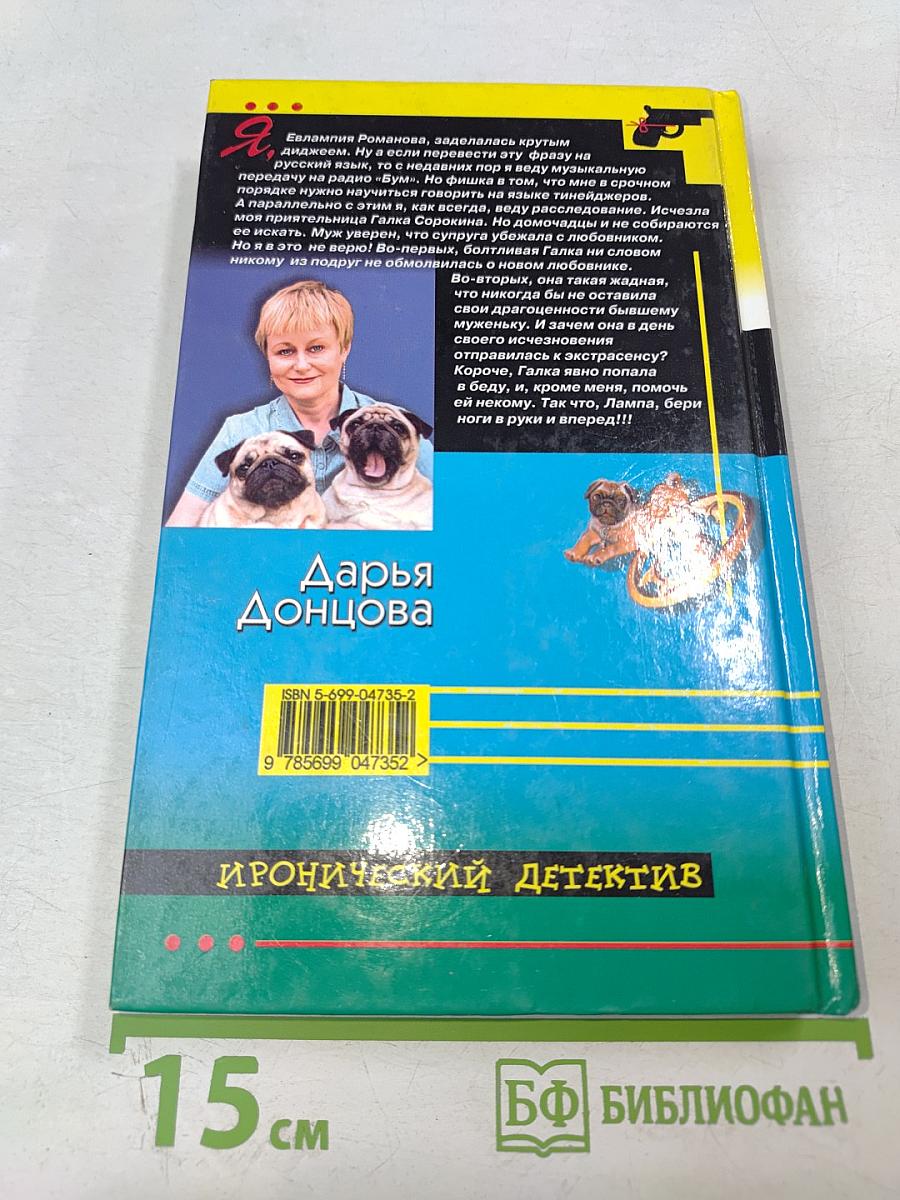 Я, Евлампия Романова, заделалась крутым
диджеем. Ну а если перевести эту фразу на
русский язык, то с недавних пор я веду музыкальную
передачу на радио «Бум». Но фишка в том, что мне в срочном
порядке нужно научиться говорить на языке тинейджеров.
А параллельно с этим я, как всегда, веду расследование. Исчезла
моя приятельница Галка Сорокина. Но домочадцы и не собираются
ее искать. Муж уверен, что супруга убежала с любовником.
Но я в это не верю! Во-первых, болтливая Галка ни словом
никому из подруг не обмолвилась о новом любовнике.
Во-вторых, она такая жадная,
что никогда бы не оставила
свои драгоценности бывшему
муженьку. И зачем она в день
своего исчезновения
отправилась к экстрасенсу?
Короче, Галка явно попала
в беду, и, кроме меня, помочь
ей некому. Так что, Лампа, бери
ноги в руки и вперед!!!
Дарья
Донцова
ISBN 5-699-04735-2
9 785699 047352 >
ИРОНИЧЕСКИЙ ДЕТЕКТИВ
15 см
БФ БИБЛИОФАН